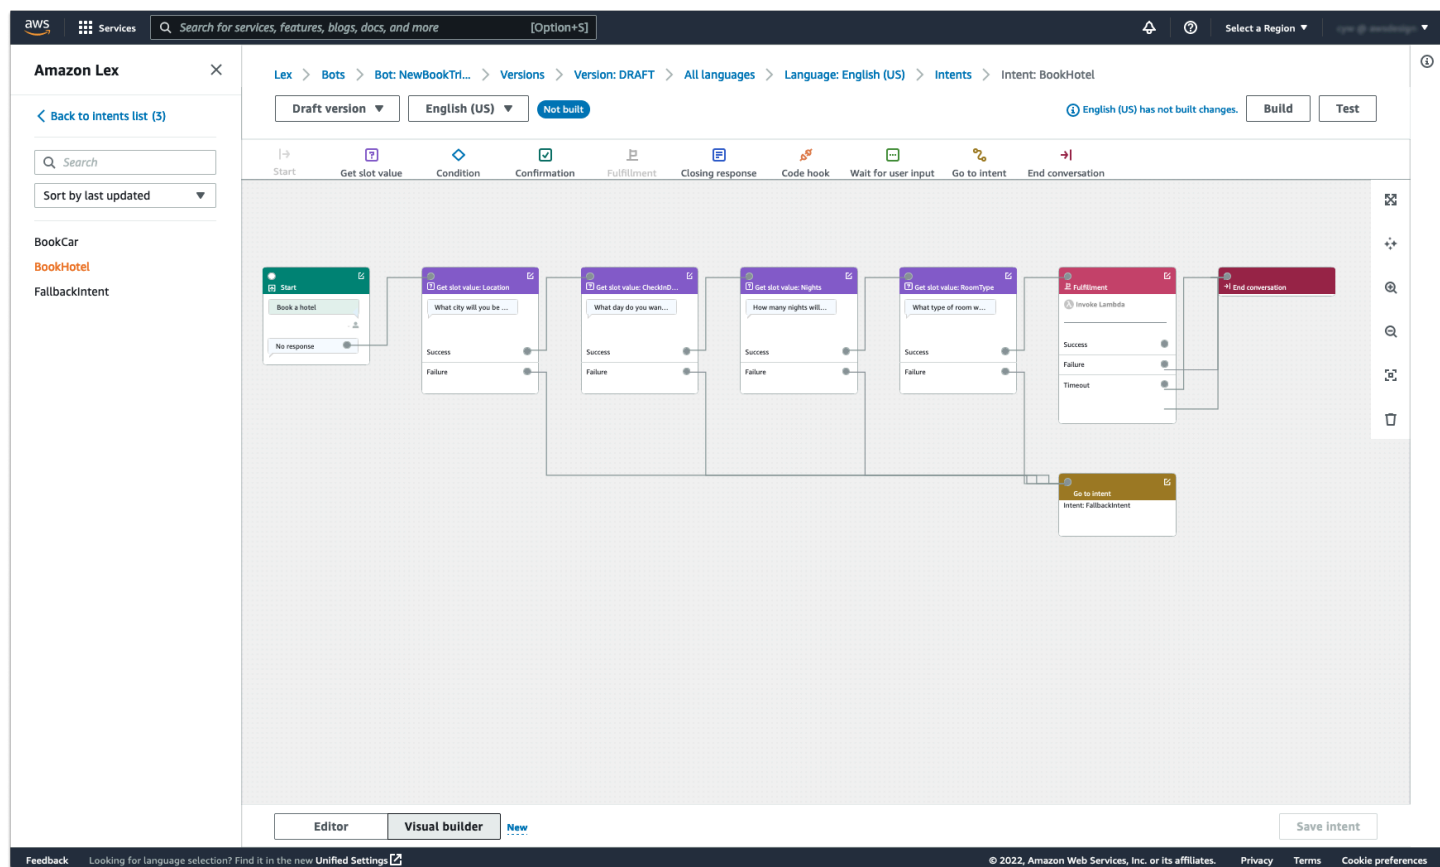 aws
Services
Search for services, features, blogs, docs, and more
[Option+S]
Select a Region
Amazon Lex
Back to intents list (3)
Search
Sort by last updated
BookCar
BookHotel
FallbackIntent
Lex > Bots > Bot: NewBookTri... > Versions > Version: DRAFT > All languages > Language: English (US) > Intents > Intent: BookHotel
Draft version
English (US)
Not built
English (US) has not built changes.
Build
Test
Start
Get slot value
Condition
Confirmation
Fulfillment
Closing response
Code hook
Wait for user input
Go to intent
End conversation
Start
Book a hotel
No response
Get slot value: Location
What city will you be ...
Success
Failure
Get slot value: CheckInD...
What day do you wan...
Success
Failure
Get slot value: Nights
How many nights will...
Success
Failure
Get slot value: RoomType
What type of room w...
Success
Failure
Fulfillment
Invoke Lambda
Success
Failure
Timeout
End conversation
Go to intent
Intent: FallbackIntent
Editor
Visual builder
New
Save intent
Feedback
Looking for language selection? Find it in the new Unified Settings
© 2022, Amazon Web Services, Inc. or its affiliates.
Privacy
Terms
Cookie preferences